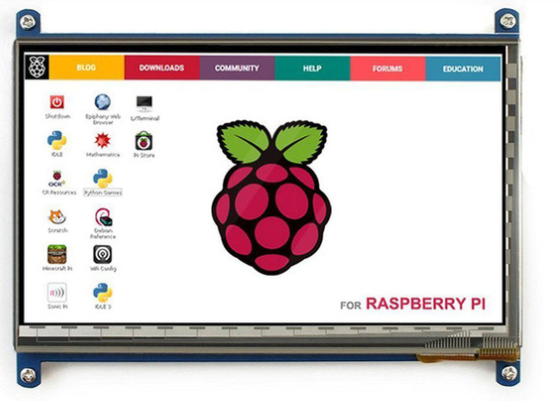 BLOG DOWNLOADS COMMUNITY HELP FORUMS EDUCATION
Shutdown Epiphany Web Browser LXTerminal
IDLE Mathematica Pi Store
OCR Resources Python Games
Scratch Debian Reference
Minecraft Pi WiFi Config
Sonic Pi IDLE 3
FOR RASPBERRY PI